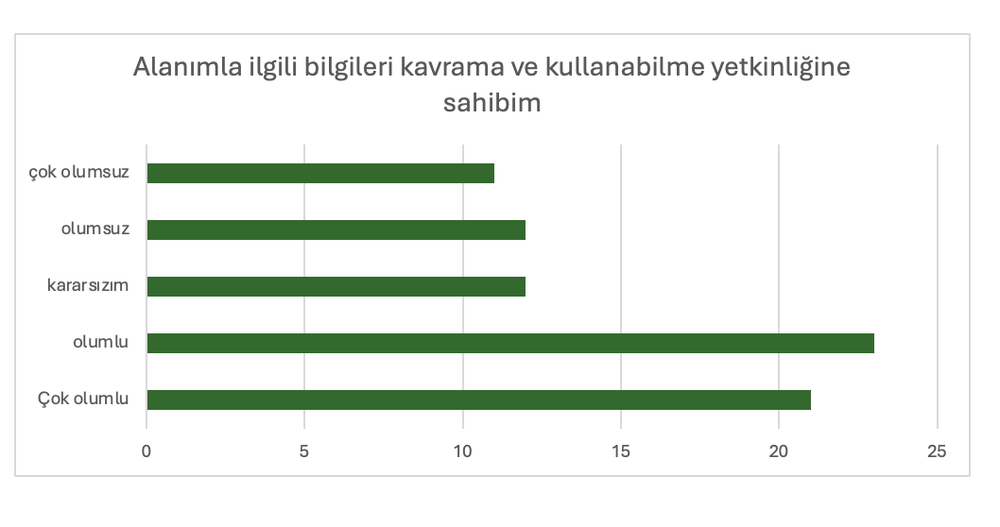 Alanımla ilgili bilgileri kavrama ve kullanabilme yetkinliğine
sahibim
çok olumsuz
olumsuz
kararsızım
olumlu
Çok olumlu
0 5 10 15 20 25